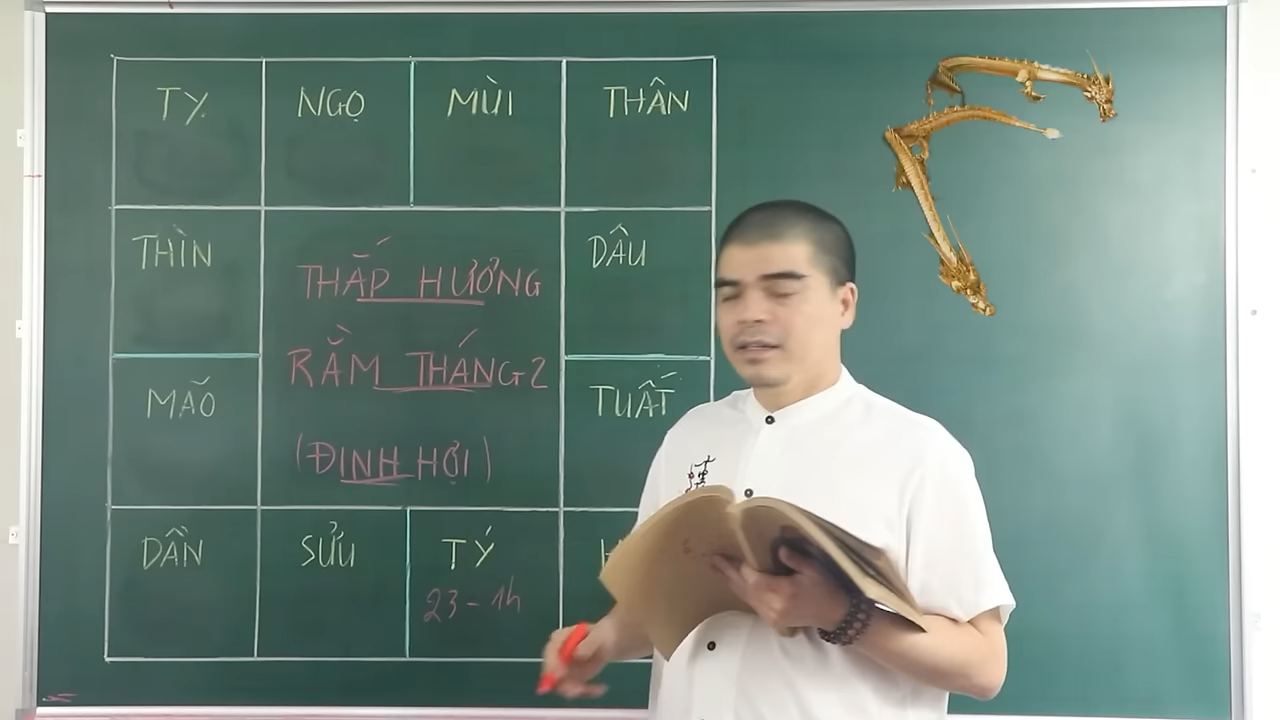 TỴ NGỌ MÙI THÂN
THÌN DẬU
THẮP HƯƠNG
RẰM THÁNG 2
MÃO TUẤT
(ĐINH HỢI)
DẦN SỬU TÝ H
23-1h